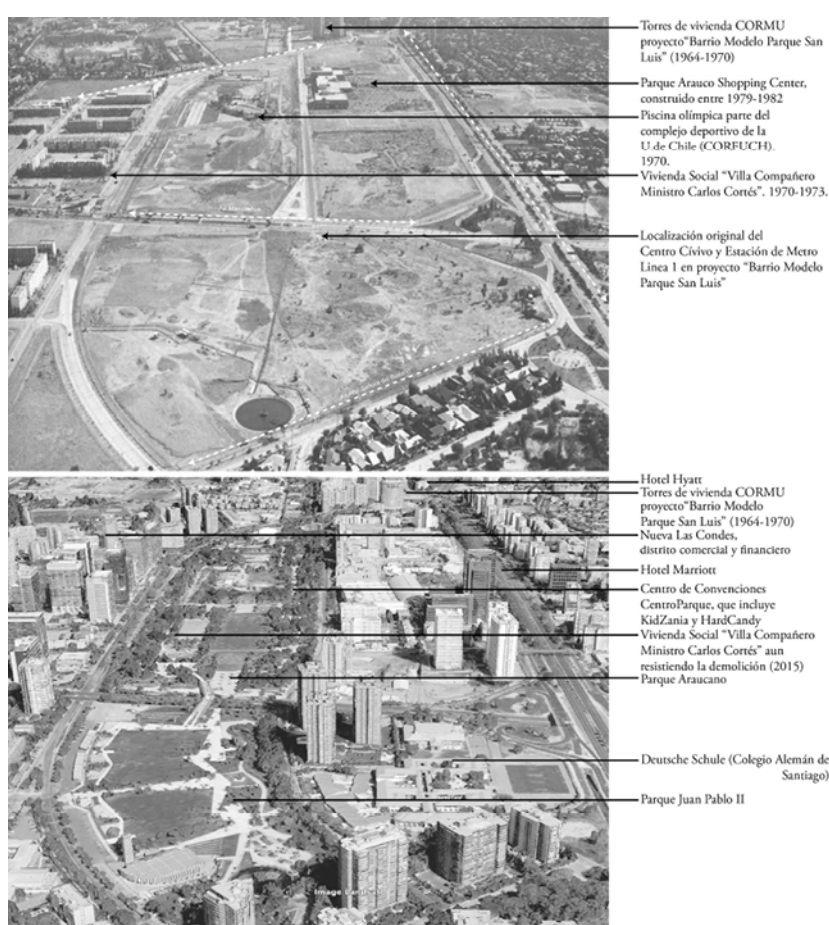 Torres de vivienda CORMU
proyecto“Barrio Modelo Parque San
Luis” (1964-1970)
Parque Arauco Shopping Center,
construido entre 1979-1982
Piscina olímpica parte del
complejo deportivo de la
U.de Chile (CORFUCH).
1970.
Vivienda Social “Villa Compañero
Ministro Carlos Cortés”. 1970-1973.
Localización original del
Centro Cívivo y Estación de Metro
Linea 1 en proyecto “Barrio Modelo
Parque San Luis”
Hotel Hyatt
Torres de vivienda CORMU
proyecto“Barrio Modelo
Parque San Luis” (1964-1970)
Nueva Las Condes,
distrito comercial y financiero
Hotel Marriott
Centro de Convenciones
CentroParque, que incluye
KidZania y HardCandy
Vivienda Social “Villa Compañero
Ministro Carlos Cortés” aun
resistiendo la demolición (2015)
Parque Araucano
Deutsche Schule (Colegio Alemán de
Santiago)
Parque Juan Pablo II
Image Landsat